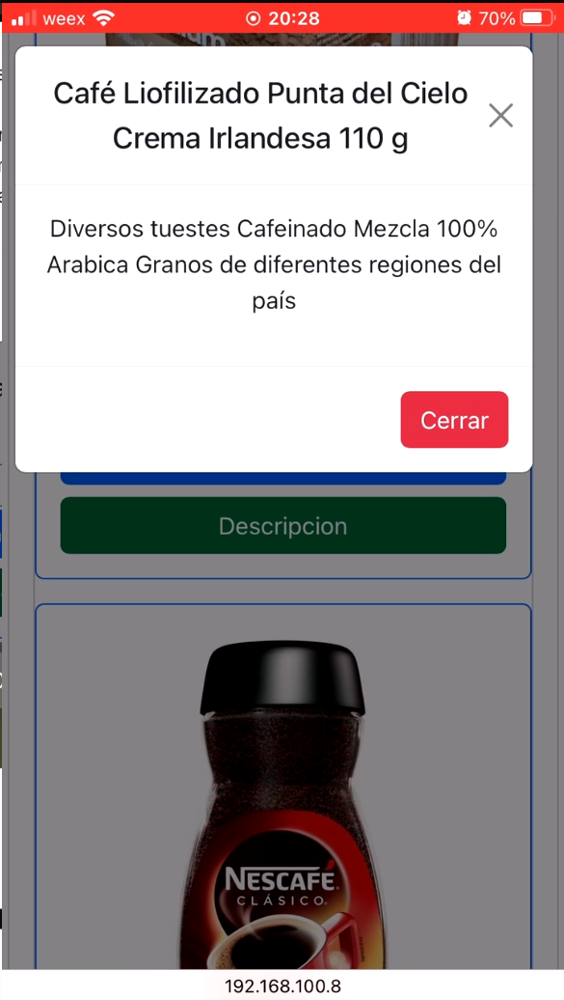 weex 20:28 70%
Café Liofilizado Punta del Cielo
Crema Irlandesa 110 g
Diversos tuestes Cafeinado Mezcla 100%
Arabica Granos de diferentes regiones del
país
Cerrar
Descripcion
NESCAFÉ
CLÁSICO
192.168.100.8